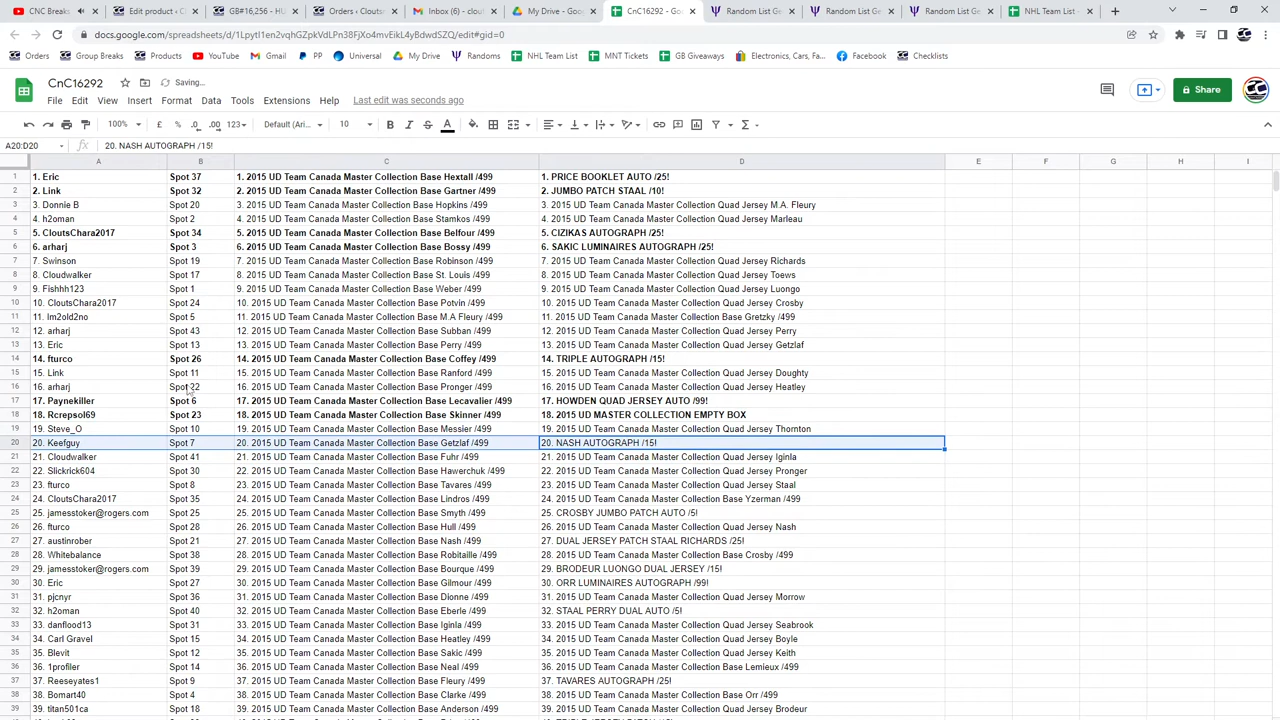 CNC Breaks
Edit product ‹ C
GB#16,256 - HU
Orders ‹ Clouts
Inbox (6) - clout
My Drive - Goog
CnC16292 - Goo
Random List Ge
Random List Ge
Random List Ge
NHL Team List -
docs.google.com/spreadsheets/d/1Lpytl1en2vqhGZpkVdLPn38FjXo4mvEikL4yBdwdSZQ/edit#gid=0
Orders GB Checklists Products YouTube Gmail PP Universal My Drive Randoms NHL Team List MNT Tickets GB Giveaways Electronics, Cars, Fa... Facebook Checklists
CnC16292 Saving...
File Edit View Insert Format Data Tools Extensions Help Last edit was seconds ago
Share
100% £ % .0 .00 123 Default (Ari... 10
A20:D20 fx 20. NASH AUTOGRAPH /15!
A B C D E F G H I
1 1. Eric Spot 37 1. 2015 UD Team Canada Master Collection Base Hextall /499 1. PRICE BOOKLET AUTO /25!
2 2. Link Spot 32 2. 2015 UD Team Canada Master Collection Base Gartner /499 2. JUMBO PATCH STAAL /10!
3 3. Donnie B Spot 20 3. 2015 UD Team Canada Master Collection Base Hopkins /499 3. 2015 UD Team Canada Master Collection Quad Jersey M.A. Fleury
4 4. h2oman Spot 2 4. 2015 UD Team Canada Master Collection Base Stamkos /499 4. 2015 UD Team Canada Master Collection Quad Jersey Marleau
5 5. CloutsChara2017 Spot 34 5. 2015 UD Team Canada Master Collection Base Belfour /499 5. CIZIKAS AUTOGRAPH /25!
6 6. arharj Spot 3 6. 2015 UD Team Canada Master Collection Base Bossy /499 6. SAKIC LUMINAIRES AUTOGRAPH /25!
7 7. Swinson Spot 19 7. 2015 UD Team Canada Master Collection Base Robinson /499 7. 2015 UD Team Canada Master Collection Quad Jersey Richards
8 8. Cloudwalker Spot 17 8. 2015 UD Team Canada Master Collection Base St. Louis /499 8. 2015 UD Team Canada Master Collection Quad Jersey Toews
9 9. Fishhh123 Spot 1 9. 2015 UD Team Canada Master Collection Base Weber /499 9. 2015 UD Team Canada Master Collection Quad Jersey Luongo
10 10. CloutsChara2017 Spot 24 10. 2015 UD Team Canada Master Collection Base Potvin /499 10. 2015 UD Team Canada Master Collection Quad Jersey Crosby
11 11. Im2old2no Spot 5 11. 2015 UD Team Canada Master Collection Base M.A Fleury /499 11. 2015 UD Team Canada Master Collection Base Gretzky /499
12 12. arharj Spot 43 12. 2015 UD Team Canada Master Collection Base Subban /499 12. 2015 UD Team Canada Master Collection Quad Jersey Perry
13 13. Eric Spot 13 13. 2015 UD Team Canada Master Collection Base Perry /499 13. 2015 UD Team Canada Master Collection Quad Jersey Getzlaf
14 14. fturco Spot 26 14. 2015 UD Team Canada Master Collection Base Coffey /499 14. TRIPLE AUTOGRAPH /15!
15 15. Link Spot 11 15. 2015 UD Team Canada Master Collection Base Ranford /499 15. 2015 UD Team Canada Master Collection Quad Jersey Doughty
16 16. arharj Spot 22 16. 2015 UD Team Canada Master Collection Base Pronger /499 16. 2015 UD Team Canada Master Collection Quad Jersey Heatley
17 17. Paynekiller Spot 6 17. 2015 UD Team Canada Master Collection Base Lecavalier /499 17. HOWDEN QUAD JERSEY AUTO /99!
18 18. Rcrepsol69 Spot 23 18. 2015 UD Team Canada Master Collection Base Skinner /499 18. 2015 UD MASTER COLLECTION EMPTY BOX
19 19. Steve_O Spot 10 19. 2015 UD Team Canada Master Collection Base Messier /499 19. 2015 UD Team Canada Master Collection Quad Jersey Thornton
20 20. Keefguy Spot 7 20. 2015 UD Team Canada Master Collection Base Getzlaf /499 20. NASH AUTOGRAPH /15!
21 21. Cloudwalker Spot 41 21. 2015 UD Team Canada Master Collection Base Fuhr /499 21. 2015 UD Team Canada Master Collection Quad Jersey Iginla
22 22. Slickrick604 Spot 30 22. 2015 UD Team Canada Master Collection Base Hawerchuk /499 22. 2015 UD Team Canada Master Collection Quad Jersey Pronger
23 23. fturco Spot 8 23. 2015 UD Team Canada Master Collection Base Tavares /499 23. 2015 UD Team Canada Master Collection Quad Jersey Staal
24 24. CloutsChara2017 Spot 35 24. 2015 UD Team Canada Master Collection Base Lindros /499 24. 2015 UD Team Canada Master Collection Base Yzerman /499
25 25. jamesstoker@rogers.com Spot 9 25. 2015 UD Team Canada Master Collection Base Smyth /499 25. CROSBY JUMBO PATCH AUTO /5!
26 26. fturco Spot 28 26. 2015 UD Team Canada Master Collection Base Hull /499 26. 2015 UD Team Canada Master Collection Quad Jersey Nash
27 27. austinrober Spot 21 27. 2015 UD Team Canada Master Collection Base Nash /499 27. DUAL JERSEY PATCH STAAL RICHARDS /25!
28 28. Whitebalance Spot 38 28. 2015 UD Team Canada Master Collection Base Robitaille /499 28. 2015 UD Team Canada Master Collection Base Crosby /499
29 29. jamesstoker@rogers.com Spot 39 29. 2015 UD Team Canada Master Collection Base Bourque /499 29. BRODEUR LUONGO DUAL JERSEY /15!
30 30. Eric Spot 27 30. 2015 UD Team Canada Master Collection Base Gilmour /499 30. ORR LUMINAIRES AUTOGRAPH /99!
31 31. pjcnyr Spot 36 31. 2015 UD Team Canada Master Collection Base Dionne /499 31. 2015 UD Team Canada Master Collection Quad Jersey Morrow
32 32. h2oman Spot 40 32. 2015 UD Team Canada Master Collection Base Eberle /499 32. STAAL PERRY DUAL AUTO /5!
33 33. danflood13 Spot 31 33. 2015 UD Team Canada Master Collection Base Iginla /499 33. 2015 UD Team Canada Master Collection Quad Jersey Seabrook
34 34. Carl Gravel Spot 15 34. 2015 UD Team Canada Master Collection Base Heatley /499 34. 2015 UD Team Canada Master Collection Quad Jersey Boyle
35 35. Blevit Spot 12 35. 2015 UD Team Canada Master Collection Base Sakic /499 35. 2015 UD Team Canada Master Collection Quad Jersey Keith
36 36. 1profiler Spot 14 36. 2015 UD Team Canada Master Collection Base Neal /499 36. 2015 UD Team Canada Master Collection Base Lemieux /499
37 37. Reeseyates1 Spot 29 37. 2015 UD Team Canada Master Collection Base Fleury /499 37. TAVARES AUTOGRAPH /25!
38 38. Bomart40 Spot 4 38. 2015 UD Team Canada Master Collection Base Clarke /499 38. 2015 UD Team Canada Master Collection Base Orr /499
39 39. titan501ca Spot 18 39. 2015 UD Team Canada Master Collection Base Anderson /499 39. 2015 UD Team Canada Master Collection Quad Jersey Brodeur